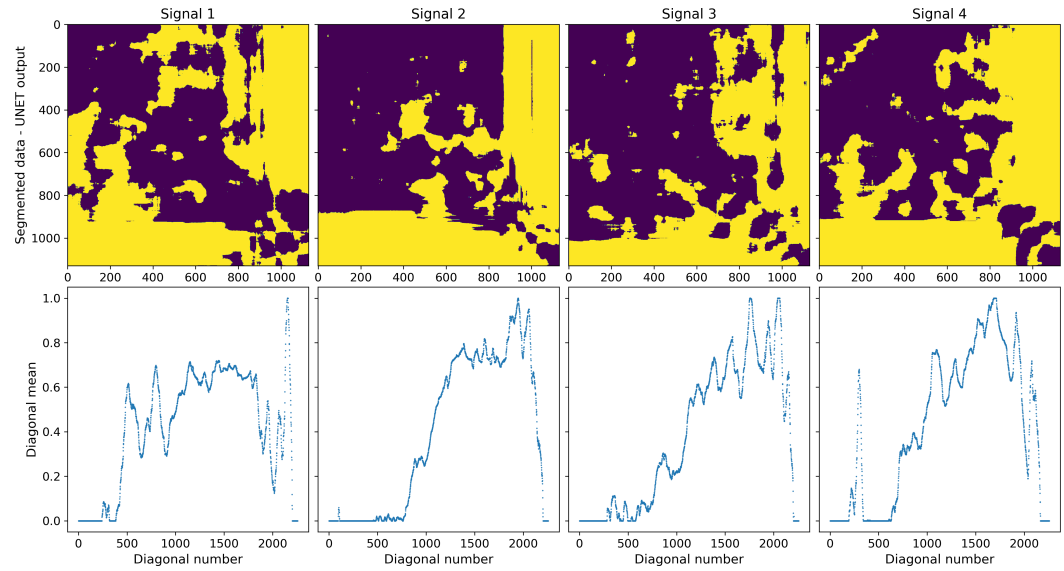 Signal 1 Signal 2 Signal 3 Signal 4
Segmented data - UNET output
0
200
400
600
800
1000
0 200 400 600 800 1000 0 200 400 600 800 1000 0 200 400 600 800 1000 0 200 400 600 800 1000
Diagonal mean
1.0
0.8
0.6
0.4
0.2
0.0
0 500 1000 1500 2000 0 500 1000 1500 2000 0 500 1000 1500 2000 0 500 1000 1500 2000
Diagonal number Diagonal number Diagonal number Diagonal number